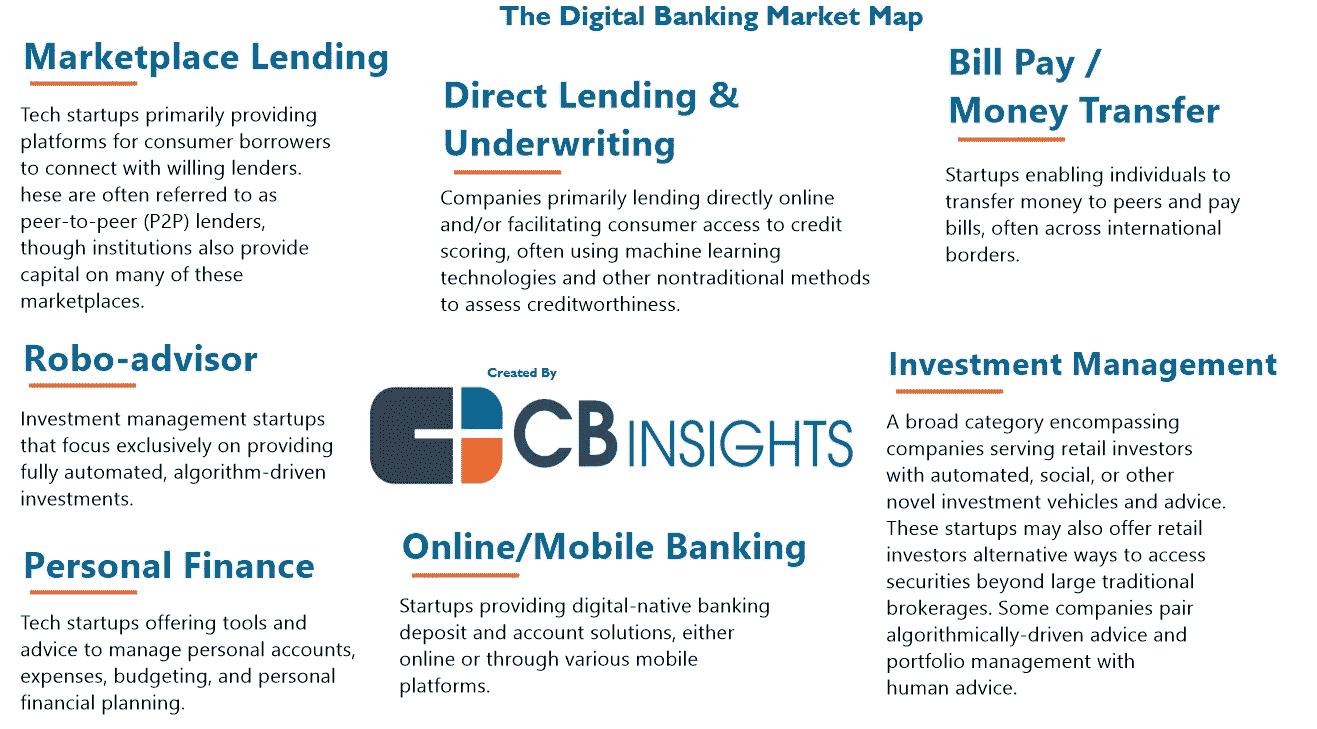 The Digital Banking Market Map
Marketplace Lending
Tech startups primarily providing
platforms for consumer borrowers
to connect with willing lenders.
hese are often referred to as
peer-to-peer (P2P) lenders,
though institutions also provide
capital on many of these
marketplaces.
Direct Lending &
Underwriting
Companies primarily lending directly online
and/or facilitating consumer access to credit
scoring, often using machine learning
technologies and other nontraditional methods
to assess creditworthiness.
Bill Pay /
Money Transfer
Startups enabling individuals to
transfer money to peers and pay
bills, often across international
borders.
Robo-advisor
Investment management startups
that focus exclusively on providing
fully automated, algorithm-driven
investments.
Created By
CB INSIGHTS
Investment Management
A broad category encompassing
companies serving retail investors
with automated, social, or other
novel investment vehicles and advice.
These startups may also offer retail
investors alternative ways to access
securities beyond large traditional
brokerages. Some companies pair
algorithmically-driven advice and
portfolio management with
human advice.
Personal Finance
Tech startups offering tools and
advice to manage personal accounts,
expenses, budgeting, and personal
financial planning.
Online/Mobile Banking
Startups providing digital-native banking
deposit and account solutions, either
online or through various mobile
platforms.